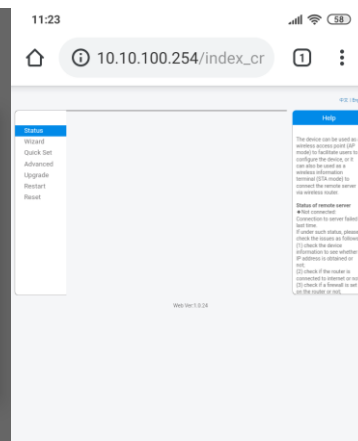 11:23
58
10.10.100.254/index_cr
1
中文 |
Status
Wizard
Quick Set
Advanced
Upgrade
Restart
Reset
Help
The device can be used as
wireless access point (AP
mode) to facilitate users to
configure the device, or it
can also be used as a
wireless information
terminal (STA mode) to
connect the remote server
via wireless router.
Status of remote server
◆Not connected:
Connection to server failed
last time.
If under such status, please
check the issues as follows
(1) check the device
information to see whether
IP address is obtained or
not;
(2) check if the router is
connected to internet or not
(3) check if a firewall is set
on the router or not.
Web Ver:1.0.24